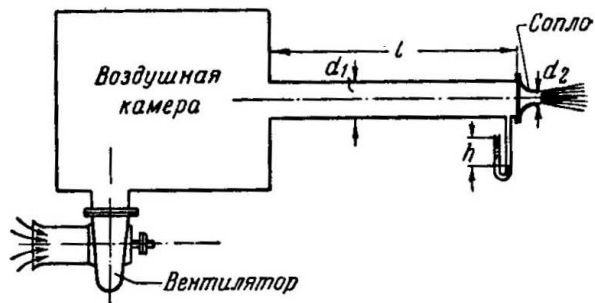 Воздушная
камера
l
d1
Сопло
d2
h
Вентилятор